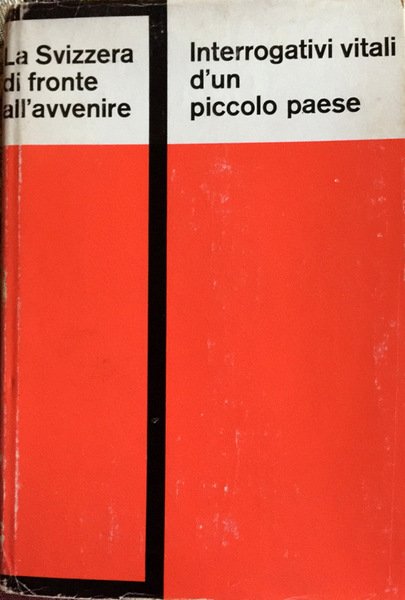 La Svizzera
di fronte
all'avvenire
Interrogativi vitali
d'un
piccolo paese